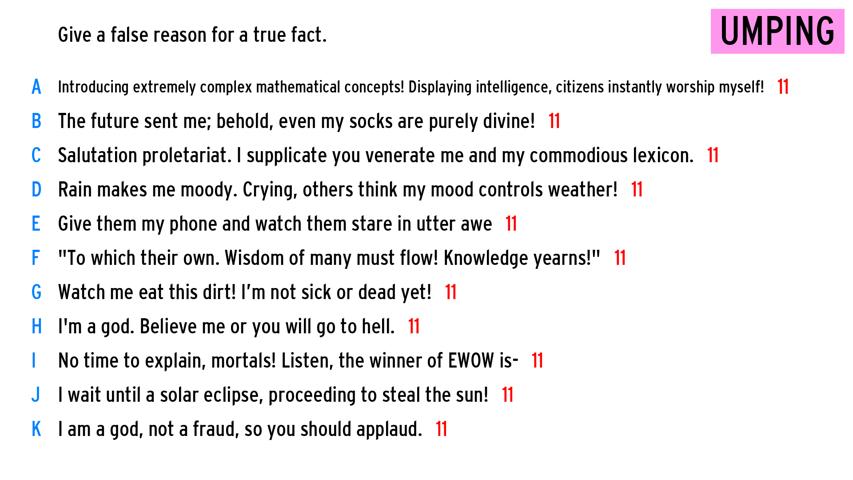 Give a false reason for a true fact.
UMPING
A Introducing extremely complex mathematical concepts! Displaying intelligence, citizens instantly worship myself! 11
B The future sent me; behold, even my socks are purely divine! 11
C Salutation proletariat. I supplicate you venerate me and my commodious lexicon. 11
D Rain makes me moody. Crying, others think my mood controls weather! 11
E Give them my phone and watch them stare in utter awe 11
F "To which their own. Wisdom of many must flow! Knowledge yearns!" 11
G Watch me eat this dirt! I’m not sick or dead yet! 11
H I'm a god. Believe me or you will go to hell. 11
I No time to explain, mortals! Listen, the winner of EWOW is- 11
J I wait until a solar eclipse, proceeding to steal the sun! 11
K I am a god, not a fraud, so you should applaud. 11